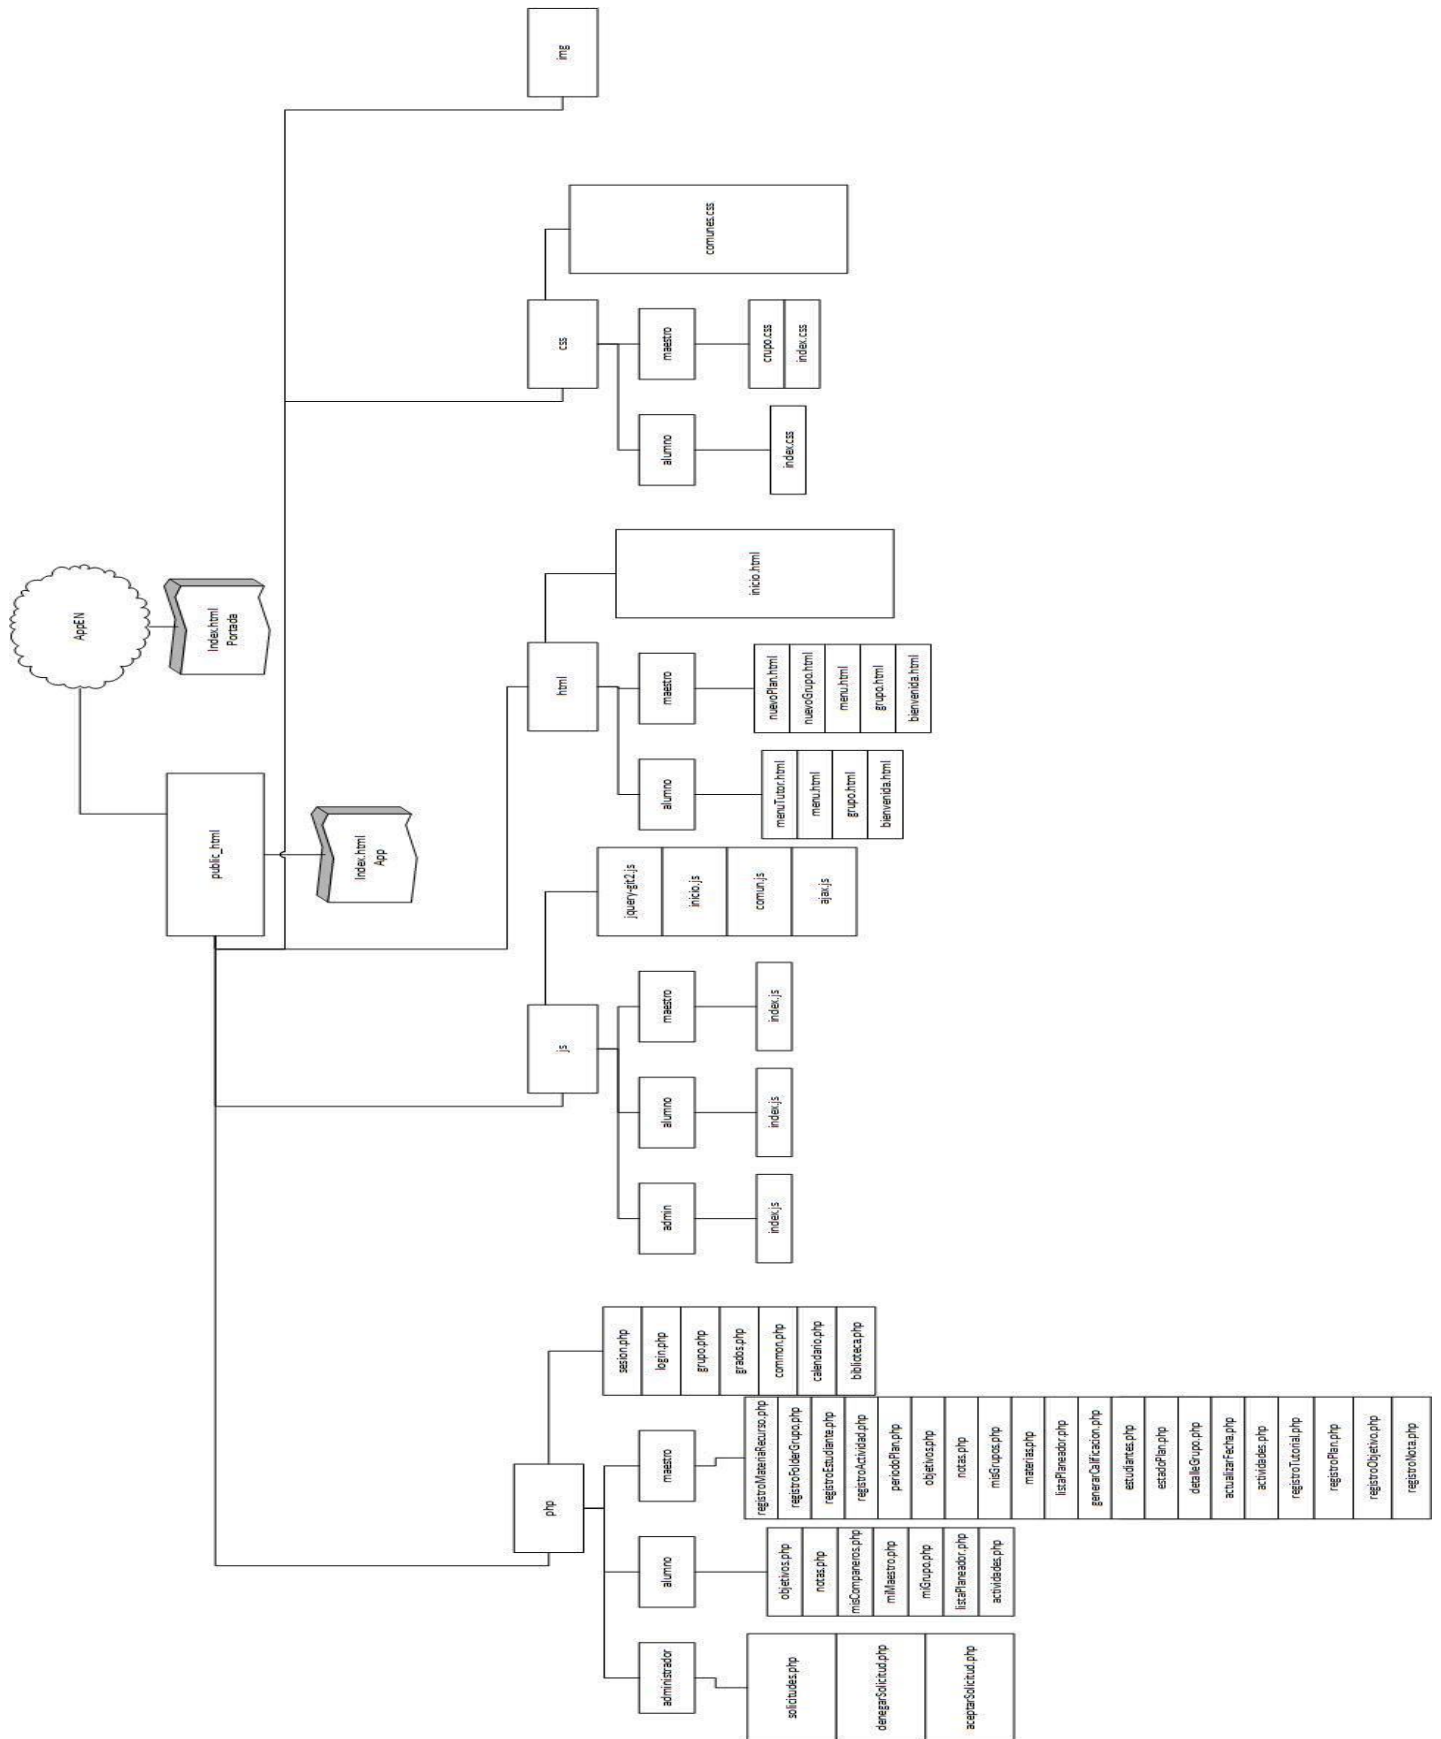 AppEN
Index.html
Portada
public_html
Index.html
App
php
administrador
solicitudes.php
denegarSolicitud.php
aceptarSolicitud.php
alumno
objetivos.php
notas.php
misCompaneros.php
miMaestro.php
miGrupo.php
listaPlaneador.php
actividades.php
maestro
registroMateriaRecurso.php
registroFolderGrupo.php
registroEstudiante.php
registroActividad.php
periodoPlan.php
objetivos.php
notas.php
misGrupos.php
materias.php
listaPlaneador.php
generarCalificacion.php
estudiantes.php
estadoPlan.php
detalleGrupo.php
actualizarFecha.php
actividades.php
registroTutorial.php
registroPlan.php
registroObjetivo.php
registroNota.php
sesion.php
login.php
grupo.php
grados.php
common.php
calendario.php
biblioteca.php
js
admin
index.js
alumno
index.js
maestro
index.js
jquery-git2.js
inicio.js
comun.js
ajax.js
html
alumno
menuTutor.html
menu.html
grupo.html
bienvenida.html
maestro
nuevoPlan.html
nuevoGrupo.html
menu.html
grupo.html
bienvenida.html
inicio.html
css
alumno
index.css
maestro
crupo.css
index.css
comunes.css
img